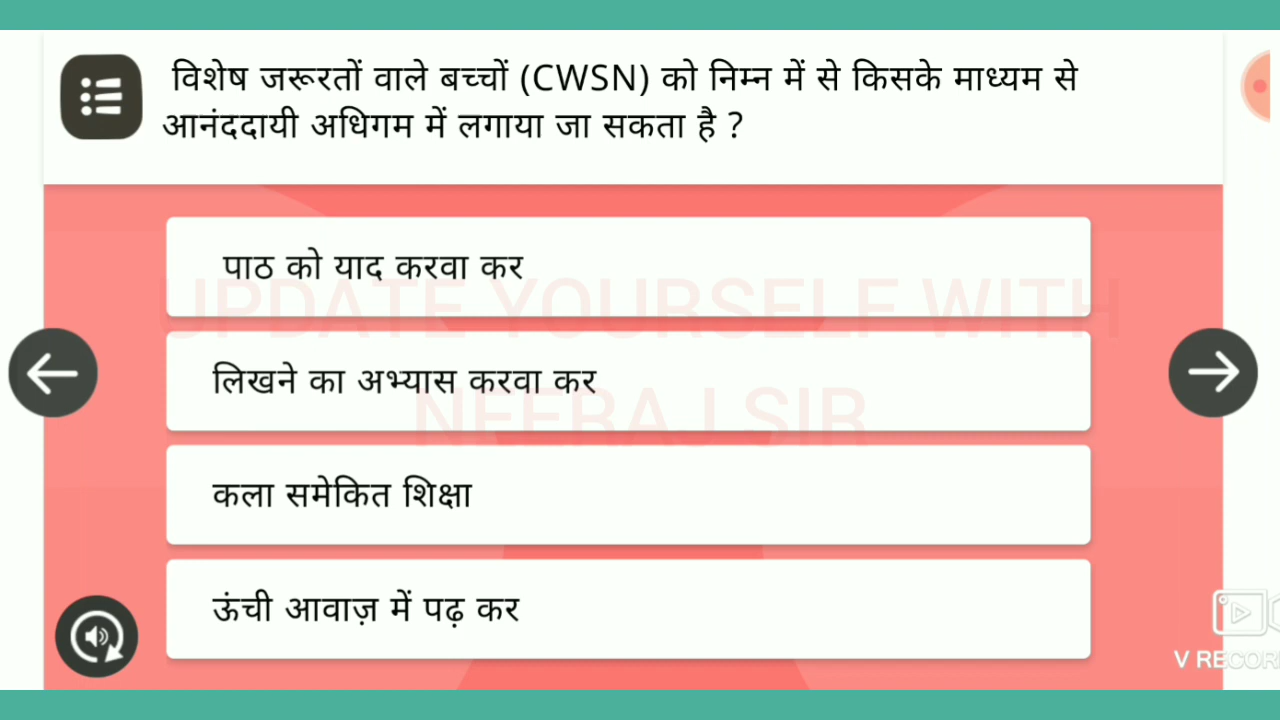 विशेष जरूरतों वाले बच्चों (CWSN) को निम्न में से किसके माध्यम से
आनंददायी अधिगम में लगाया जा सकता है ?
पाठ को याद करवा कर
UPDATE YOURSELF WITH
लिखने का अभ्यास करवा कर
NEERAJ SIR
कला समेकित शिक्षा
ऊंची आवाज़ में पढ़ कर
V RECOR